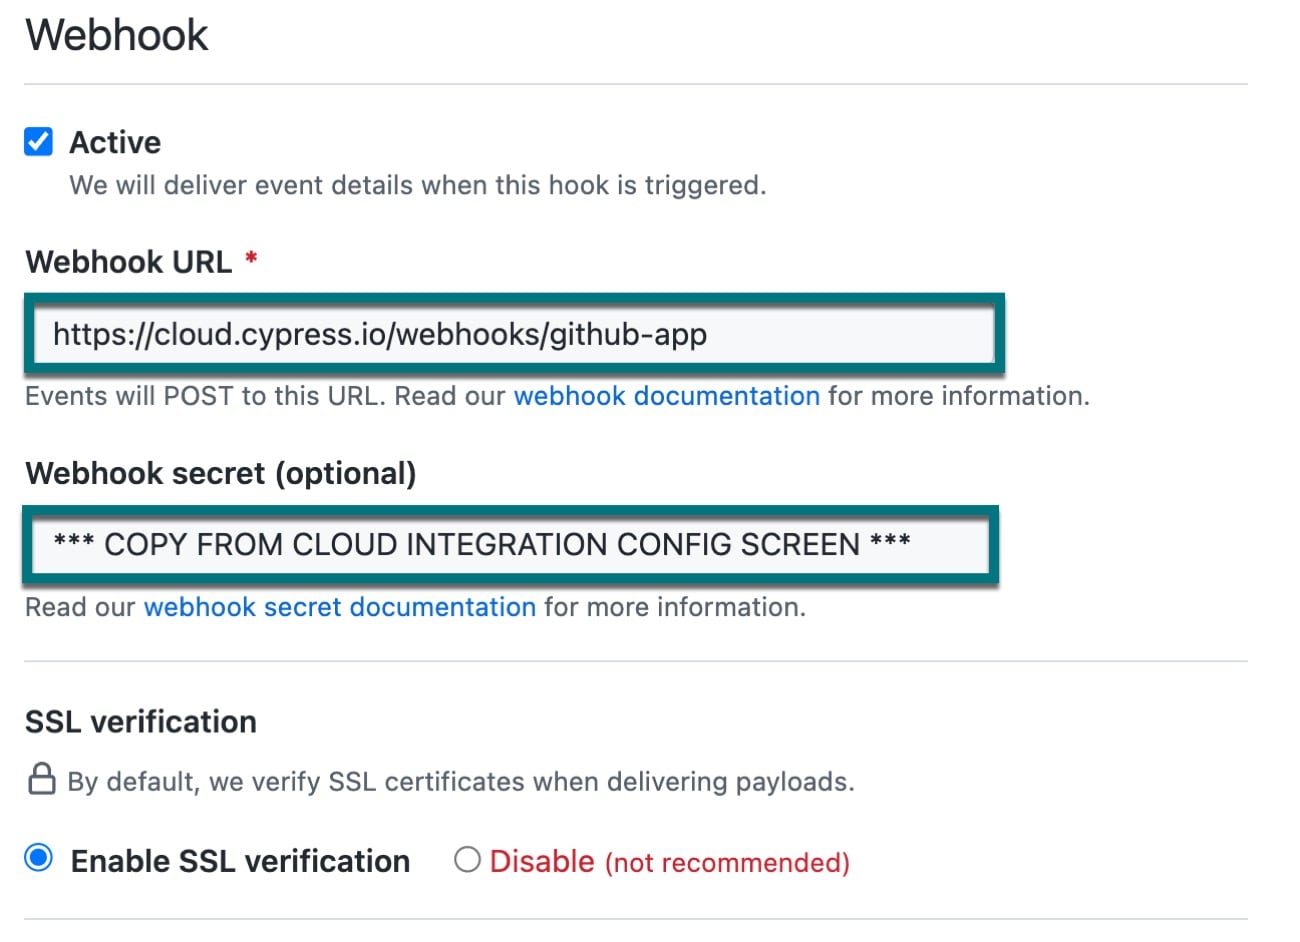 Webhook
Active
We will deliver event details when this hook is triggered.
Webhook URL *
https://cloud.cypress.io/webhooks/github-app
Events will POST to this URL. Read our webhook documentation for more information.
Webhook secret (optional)
*** COPY FROM CLOUD INTEGRATION CONFIG SCREEN ***
Read our webhook secret documentation for more information.
SSL verification
By default, we verify SSL certificates when delivering payloads.
Enable SSL verification Disable (not recommended)